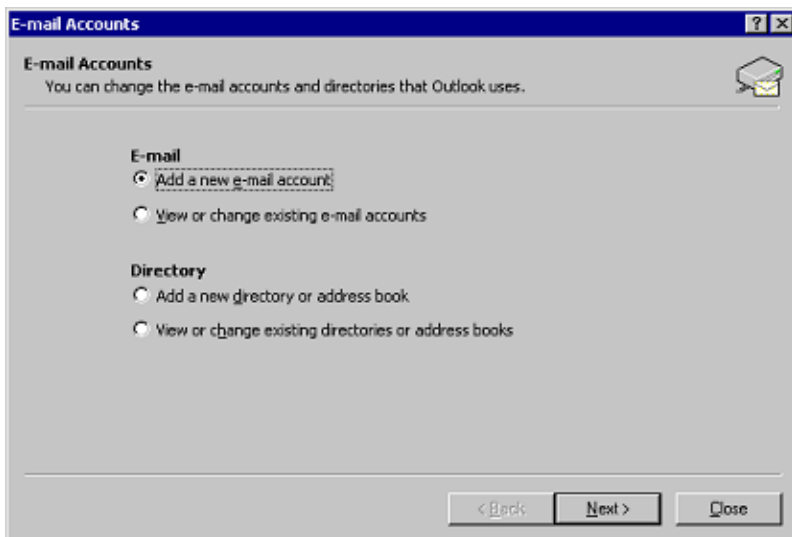 E-mail Accounts
E-mail Accounts
You can change the e-mail accounts and directories that Outlook uses.
E-mail
Add a new e-mail account
View or change existing e-mail accounts
Directory
Add a new directory or address book
View or change existing directories or address books
< Back Next > Close